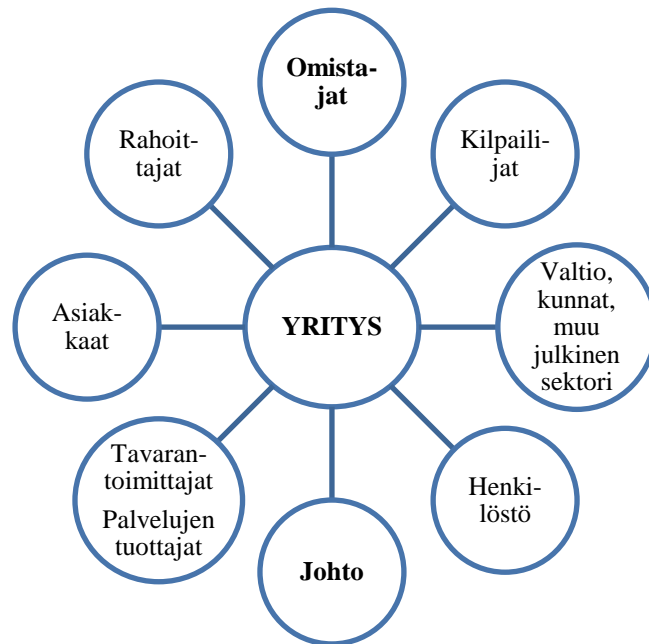 Omista-
jat
Rahoit-
tajat
Kilpaili-
jat
Asiak-
kaat
YRITYS
Valtio,
kunnat,
muu
julkinen
sektori
Tavaran-
toimittajat
Palvelujen
tuottajat
Henki-
löstö
Johto